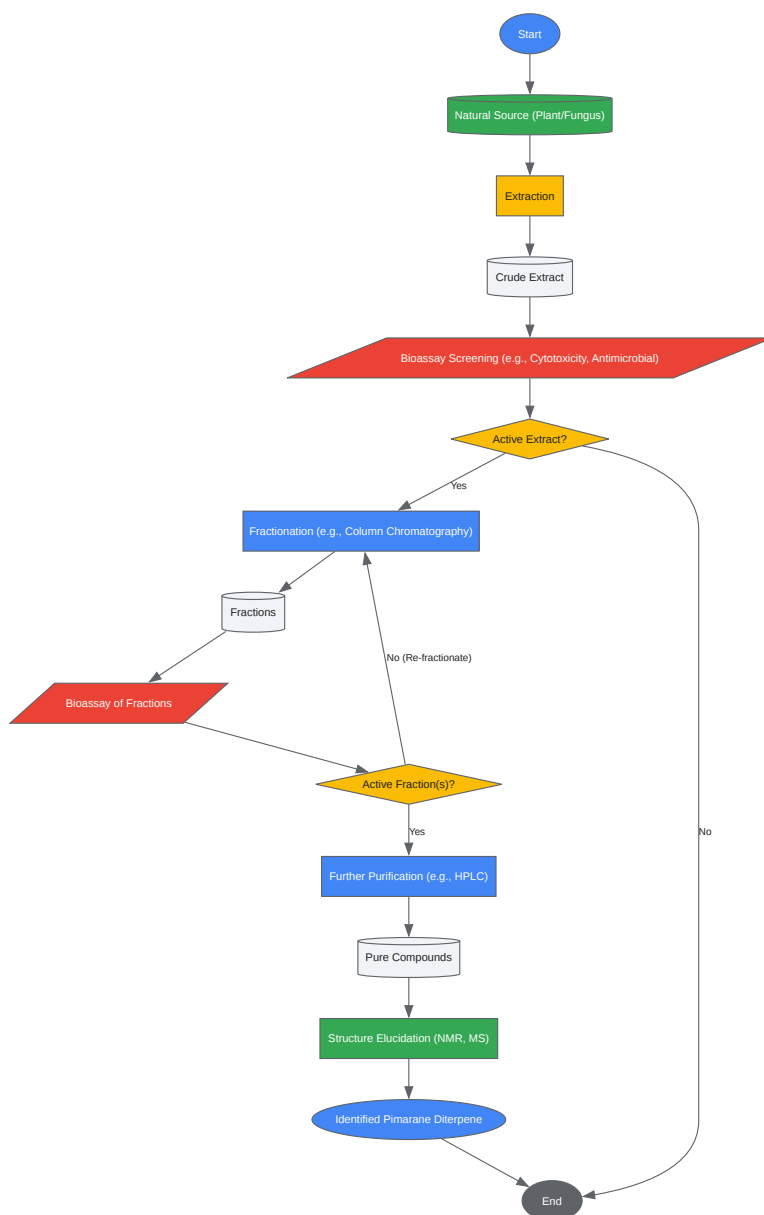 Start
Natural Source (Plant/Fungus)
Extraction
Crude Extract
Bioassay Screening (e.g., Cytotoxicity, Antimicrobial)
Active Extract?
Yes
Fractionation (e.g., Column Chromatography)
Fractions
No (Re-fractionate)
Bioassay of Fractions
Active Fraction(s)?
Yes
No
Further Purification (e.g., HPLC)
Pure Compounds
Structure Elucidation (NMR, MS)
Identified Pimarane Diterpene
End